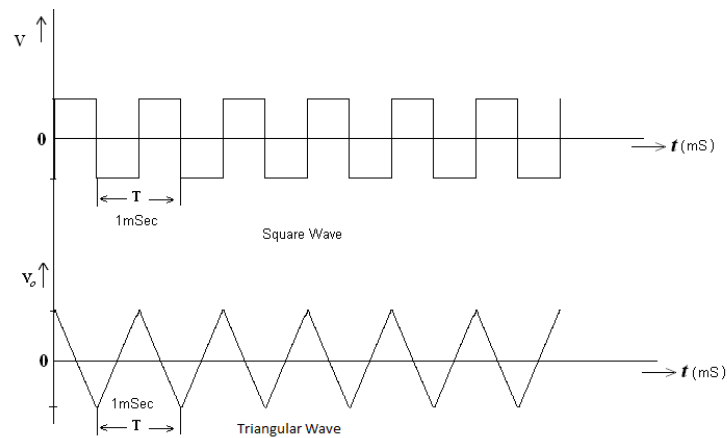 V
0
t (mS)
T
1mSec
Square Wave
Vo
0
t (mS)
1mSec
T
Triangular Wave